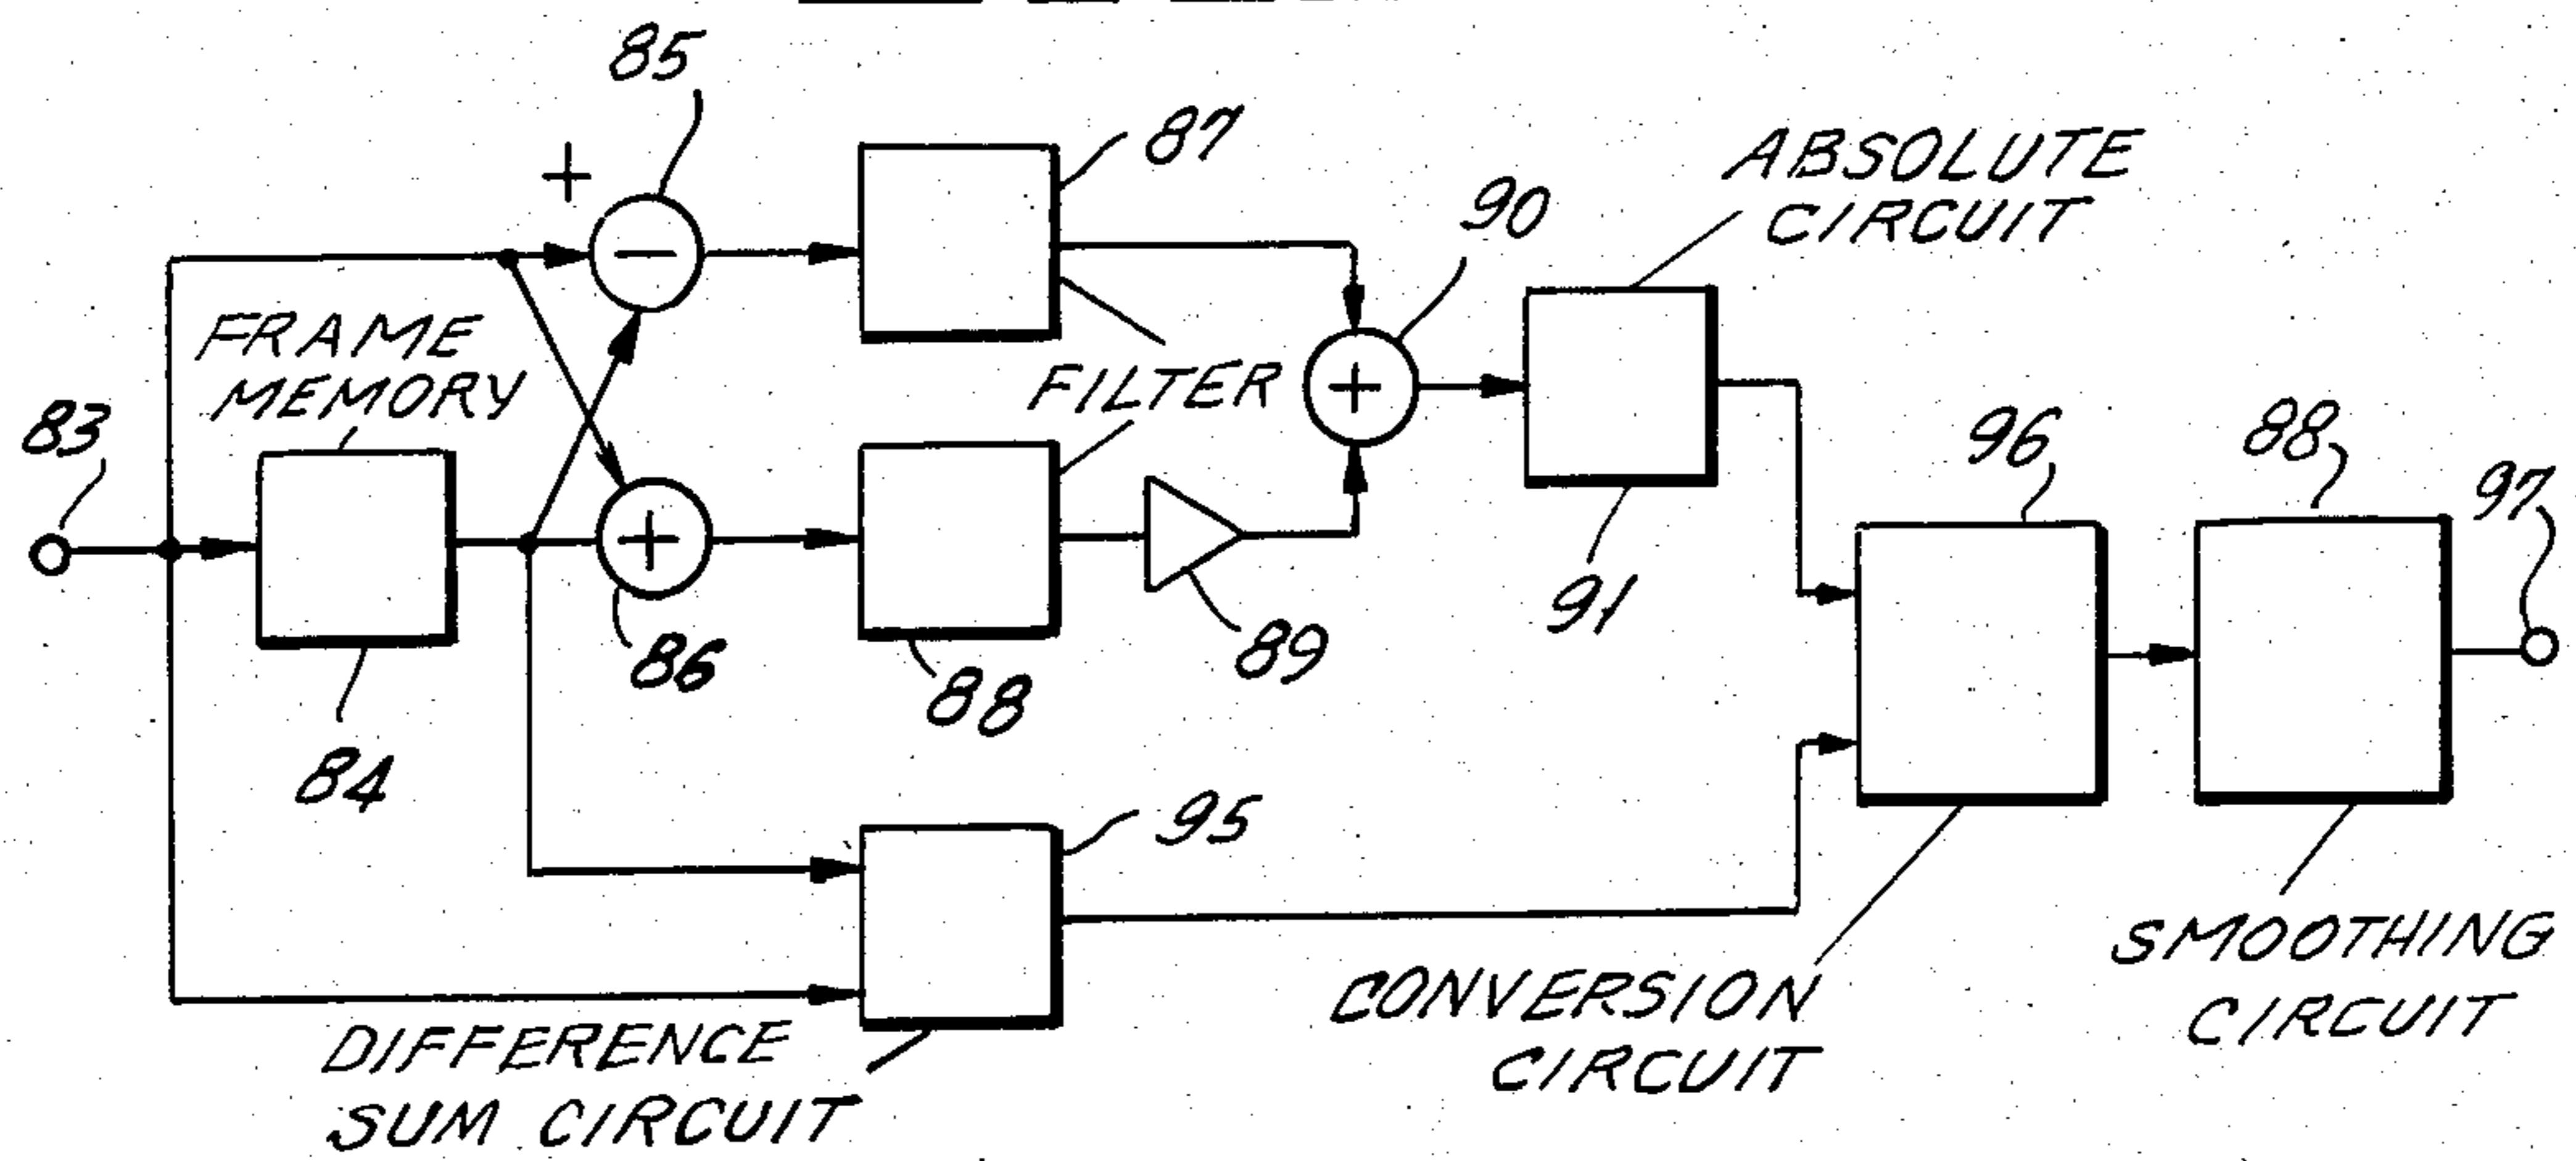 85
+
87
ABSOLUTE
CIRCUIT
90
−
FRAME
MEMORY
FILTER
+
83
96
88
97
+
91
86
89
88
84
95
DIFFERENCE
SUM CIRCUIT
CONVERSION
CIRCUIT
SMOOTHING
CIRCUIT